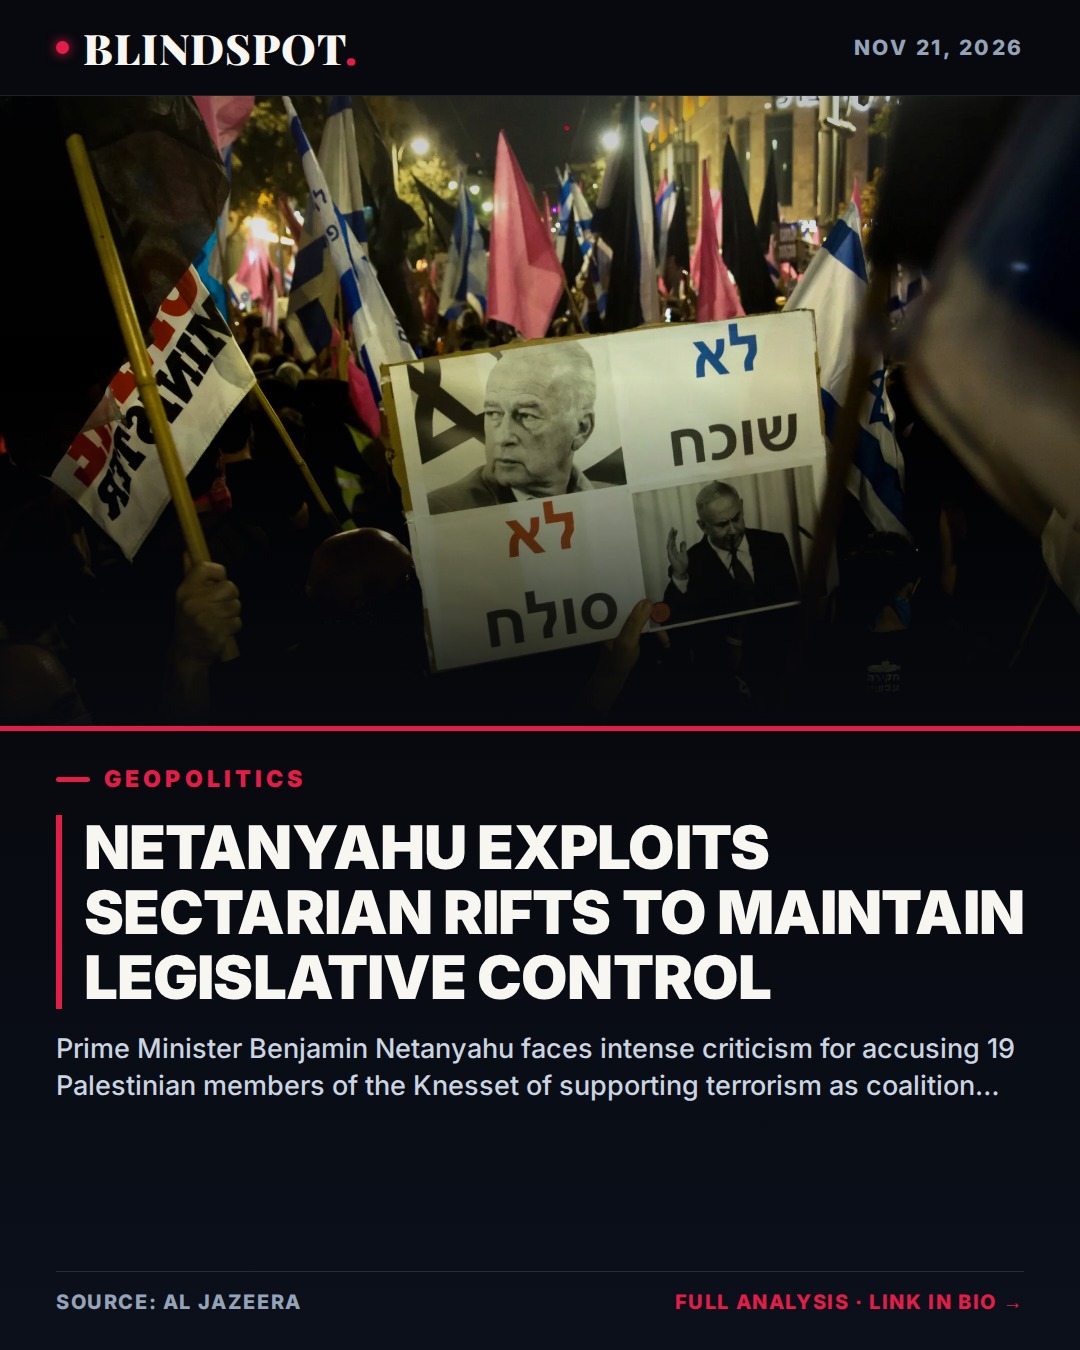 BLINDSPOT.
NOV 21, 2026
לא
שוכח
לא
סולח
MINISTER
GEOPOLITICS
NETANYAHU EXPLOITS
SECTARIAN RIFTS TO MAINTAIN
LEGISLATIVE CONTROL
Prime Minister Benjamin Netanyahu faces intense criticism for accusing 19
Palestinian members of the Knesset of supporting terrorism as coalition...
SOURCE: AL JAZEERA
FULL ANALYSIS · LINK IN BIO →